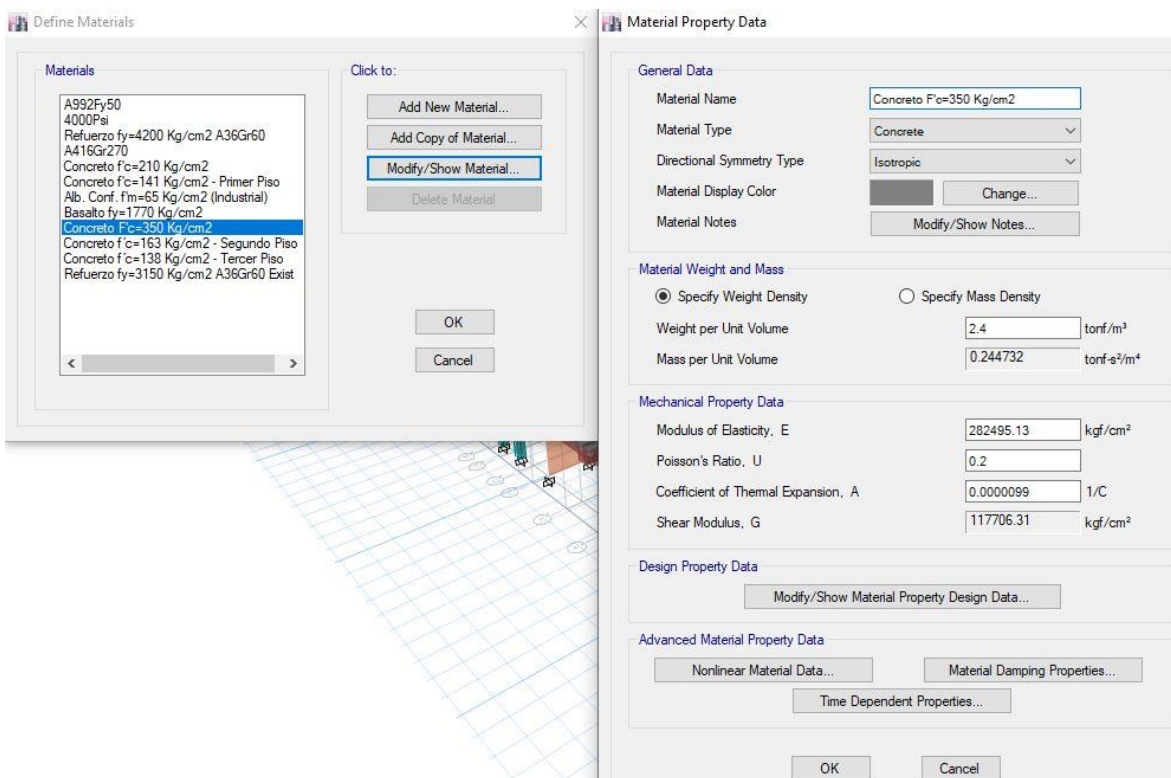 Define Materials
Materials
A992Fy50
4000Psi
Refuerzo fy=4200 Kg/cm2 A36Gr60
A416Gr270
Concreto f'c=210 Kg/cm2
Concreto f'c=141 Kg/cm2 - Primer Piso
Alb. Conf. f'm=65 Kg/cm2 (Industrial)
Basalto fy=1770 Kg/cm2
Concreto F'c=350 Kg/cm2
Concreto f´c=163 Kg/cm2 - Segundo Piso
Concreto f´c=138 Kg/cm2 - Tercer Piso
Refuerzo fy=3150 Kg/cm2 A36Gr60 Exist
Click to:
Add New Material...
Add Copy of Material...
Modify/Show Material...
Delete Material
OK
Cancel
Material Property Data
General Data
Material Name Concreto F'c=350 Kg/cm2
Material Type Concrete
Directional Symmetry Type Isotropic
Material Display Color Change...
Material Notes Modify/Show Notes...
Material Weight and Mass
Specify Weight Density Specify Mass Density
Weight per Unit Volume 2.4 tonf/m³
Mass per Unit Volume 0.244732 tonf-s²/m⁴
Mechanical Property Data
Modulus of Elasticity, E 282495.13 kgf/cm²
Poisson's Ratio, U 0.2
Coefficient of Thermal Expansion, A 0.0000099 1/C
Shear Modulus, G 117706.31 kgf/cm²
Design Property Data
Modify/Show Material Property Design Data...
Advanced Material Property Data
Nonlinear Material Data... Material Damping Properties...
Time Dependent Properties...
OK Cancel